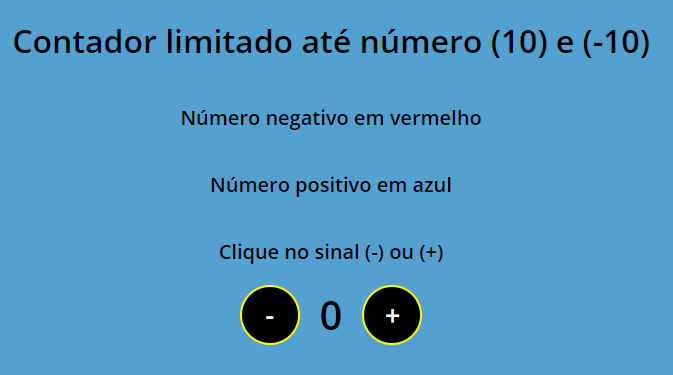 Contador limitado até número (10) e (-10)
Número negativo em vermelho
Número positivo em azul
Clique no sinal (-) ou (+)
- 0 +